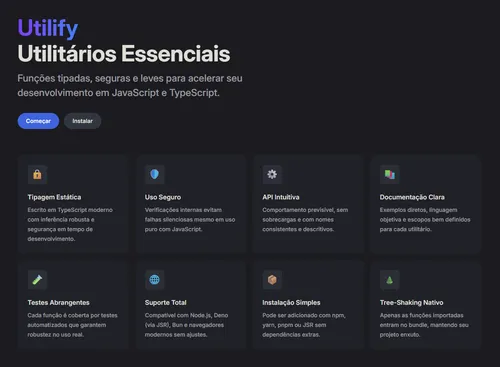 Utilify
Utilitários Essenciais
Funções tipadas, seguras e leves para acelerar seu
desenvolvimento em JavaScript e TypeScript.
Começar
Instalar
Tipagem Estática
Escrito em TypeScript moderno
com inferência robusta e
segurança em tempo de
desenvolvimento.
Uso Seguro
Verificações internas evitam
falhas silenciosas mesmo em uso
puro com JavaScript.
API Intuitiva
Comportamento previsível, sem
sobrecargas e com nomes
consistentes e descritivos.
Documentação Clara
Exemplos diretos, linguagem
objetiva e escopos bem definidos
para cada utilitário.
Testes Abrangentes
Cada função é coberta por testes
automatizados que garantem
robustez no uso real.
Suporte Total
Compatível com Node.js, Deno
(via JSR), Bun e navegadores
modernos sem ajustes.
Instalação Simples
Pode ser adicionado com npm,
yarn, pnpm ou JSR sem
dependências extras.
Tree-Shaking Nativo
Apenas as funções importadas
entram no bundle, mantendo seu
projeto enxuto.